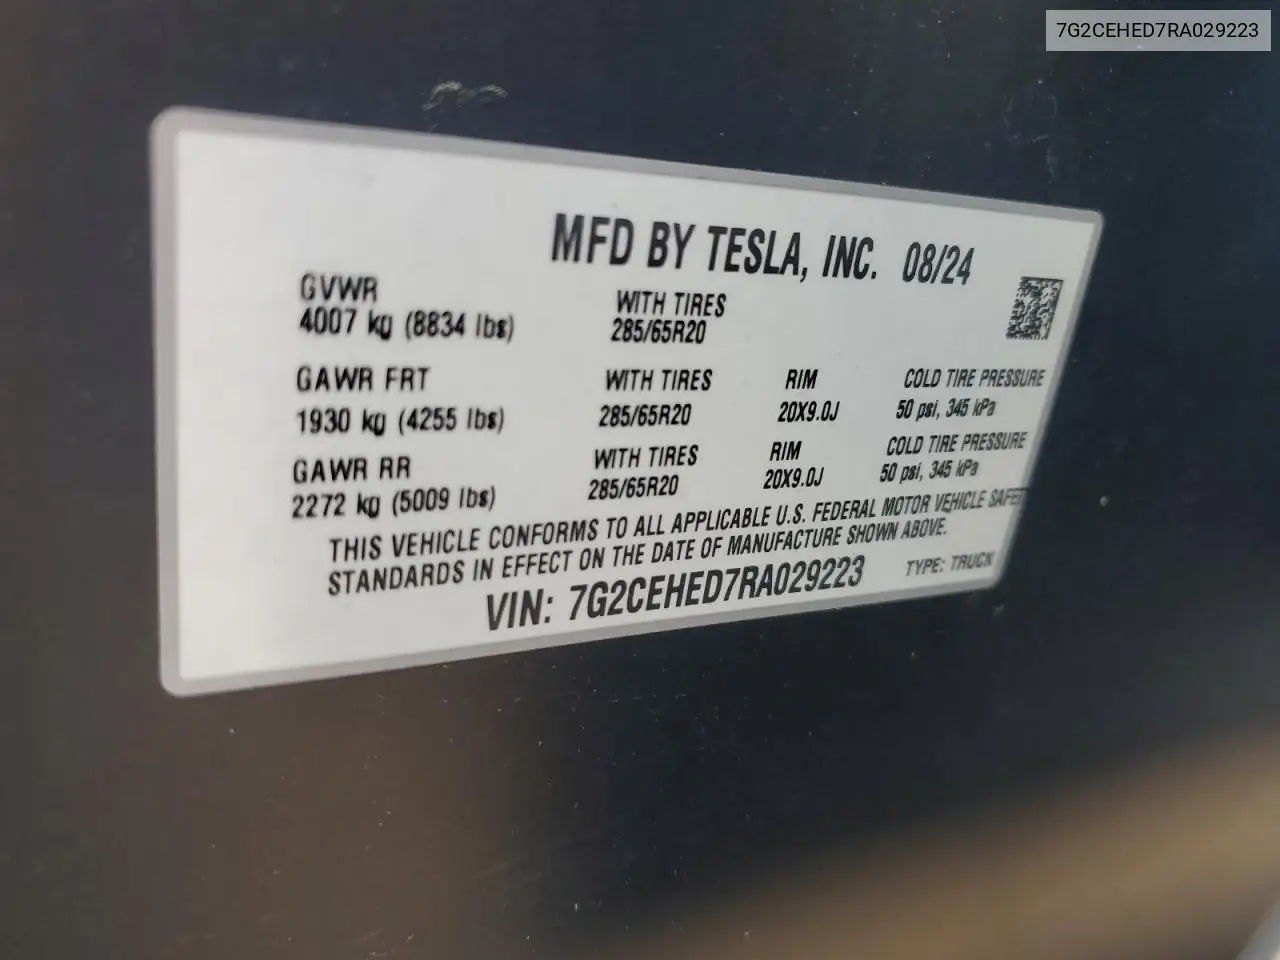 7G2CEHED7RA029223
MFD BY TESLA, INC. 08/24
GVWR
4007 kg (8834 lbs)
WITH TIRES
285/65R20
GAWR FRT WITH TIRES RIM COLD TIRE PRESSURE
1930 kg (4255 lbs) 285/65R20 20X9.0J 50 psi, 345 kPa
GAWR RR WITH TIRES RIM COLD TIRE PRESSURE
2272 kg (5009 lbs) 285/65R20 20X9.0J 50 psi, 345 kPa
THIS VEHICLE CONFORMS TO ALL APPLICABLE U.S. FEDERAL MOTOR VEHICLE SAFET
STANDARDS IN EFFECT ON THE DATE OF MANUFACTURE SHOWN ABOVE.
VIN: 7G2CEHED7RA029223 TYPE: TRUCK